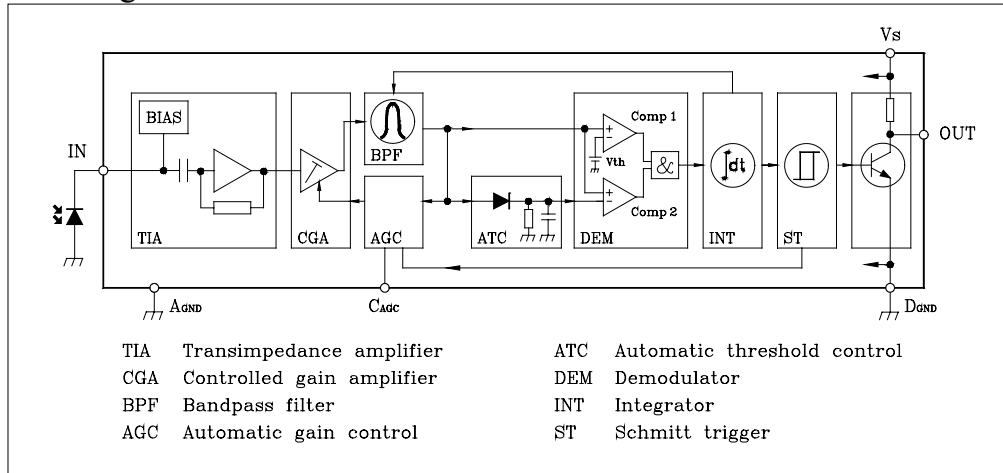 Vs
BIAS
IN
TIA
CGA
BPF
AGC
ATC
Comp 1
Vth
Comp 2
&
DEM
∫dt
INT
ST
OUT
AGND
CAGC
DGND
TIA Transimpedance amplifier
CGA Controlled gain amplifier
BPF Bandpass filter
AGC Automatic gain control
ATC Automatic threshold control
DEM Demodulator
INT Integrator
ST Schmitt trigger